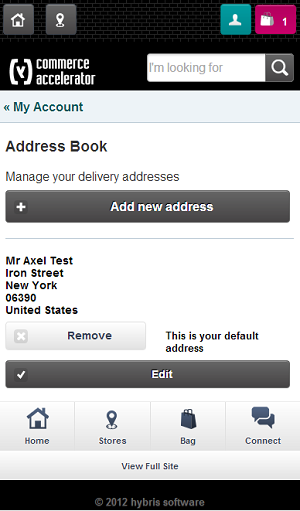 1
commerce
accelerator
I'm looking for
« My Account
Address Book
Manage your delivery addresses
Add new address
Mr Axel Test
Iron Street
New York
06390
United States
Remove
This is your default
address
Edit
Home Stores Bag Connect
View Full Site
© 2012 hybris software